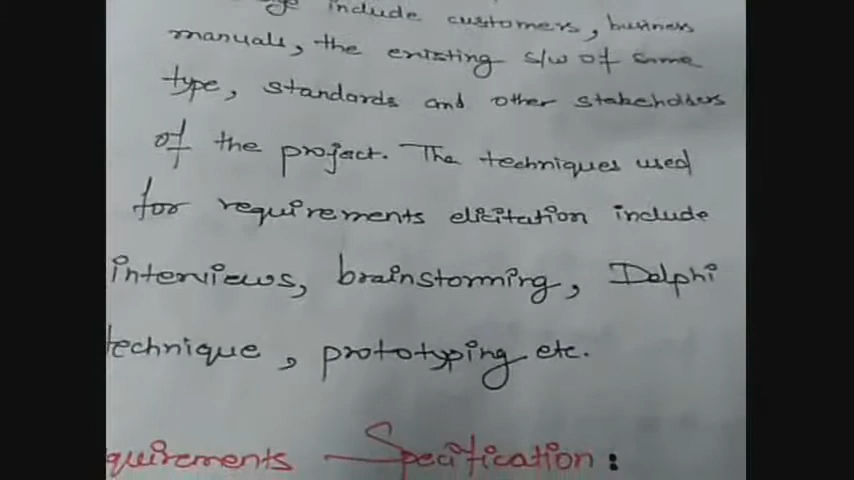 include customers, business
manuals, the existing s/w of same
type, standards and other stakeholders
of the project. The techniques used
for requirements elicitation include
interviews, brainstorming, Delphi
technique, prototyping etc.
quirements Specification: